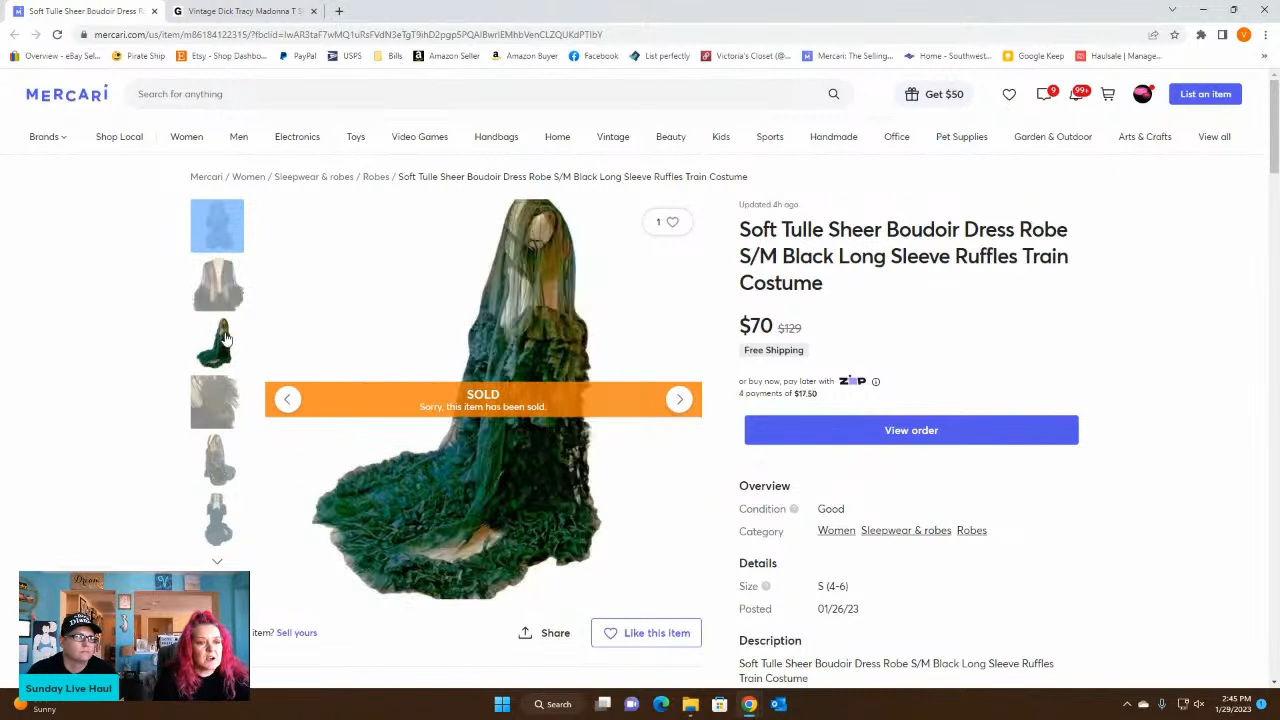 Soft Tulle Sheer Boudoir Dress R
Vintage Dick Tracy Madonna T S
mercari.com/us/item/m86184122315/?fbclid=IwAR3taF7wMQ1uRsFVdU3eTgT9ihD2pgp5PQAIBwrlEMhbVenCLZQUKdPTlbY
Overview - eBay Sel...
Pirate Ship
Etsy - Shop Dashbo...
PayPal
USPS
Bills
Amazon Seller
Amazon Buyer
Facebook
List perfectly
Victoria's Closet (@...
Mercari: The Selling...
Home - Southwest...
Google Keep
Haulsale | Manage...
MERCARI
Search for anything
Get $50
9
99+
List an item
Brands
Shop Local
Women
Men
Electronics
Toys
Video Games
Handbags
Home
Vintage
Beauty
Kids
Sports
Handmade
Office
Pet Supplies
Garden & Outdoor
Arts & Crafts
View all
Mercari / Women / Sleepwear & robes / Robes / Soft Tulle Sheer Boudoir Dress Robe S/M Black Long Sleeve Ruffles Train Costume
1
SOLD
Sorry, this item has been sold.
Updated 4h ago
Soft Tulle Sheer Boudoir Dress Robe
S/M Black Long Sleeve Ruffles Train
Costume
$70 $129
Free Shipping
or buy now, pay later with zip
4 payments of $17.50
View order
Overview
Condition Good
Category Women Sleepwear & robes Robes
Details
Size S (4-6)
Posted 01/26/23
Description
Soft Tulle Sheer Boudoir Dress Robe S/M Black Long Sleeve Ruffles
Train Costume
item? Sell yours
Share
Like this item
Sunday Live Haul
Sunny
Search
2:45 PM
1/29/2023